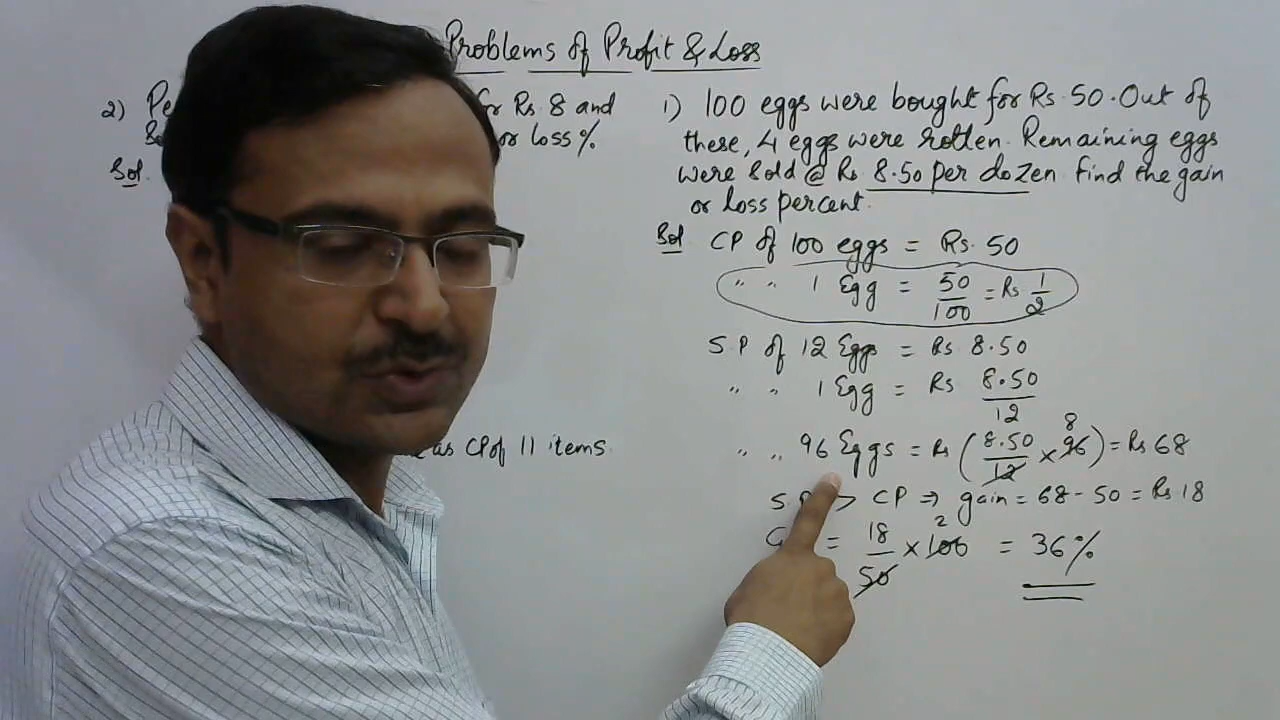 Problems of Profit & Loss
2) Pe for Rs. 8 and
or loss%
Sol.
as CP of 11 items.
1) 100 eggs were bought for Rs. 50. Out of
these, 4 eggs were rotten. Remaining eggs
were sold @ Rs 8.50 per dozen. find the gain
or loss percent.
Sol CP of 100 eggs = Rs. 50
" " 1 Egg = 50/100 = Rs 1/2
S.P of 12 Eggs = Rs 8.50
" " 1 Egg = Rs 8.50/12
" " 96 Eggs = Rs (8.50/12 × 96) = Rs 68
8
S.P > CP ⇒ gain = 68 - 50 = Rs 18
2
= 18/50 × 100 = 36%